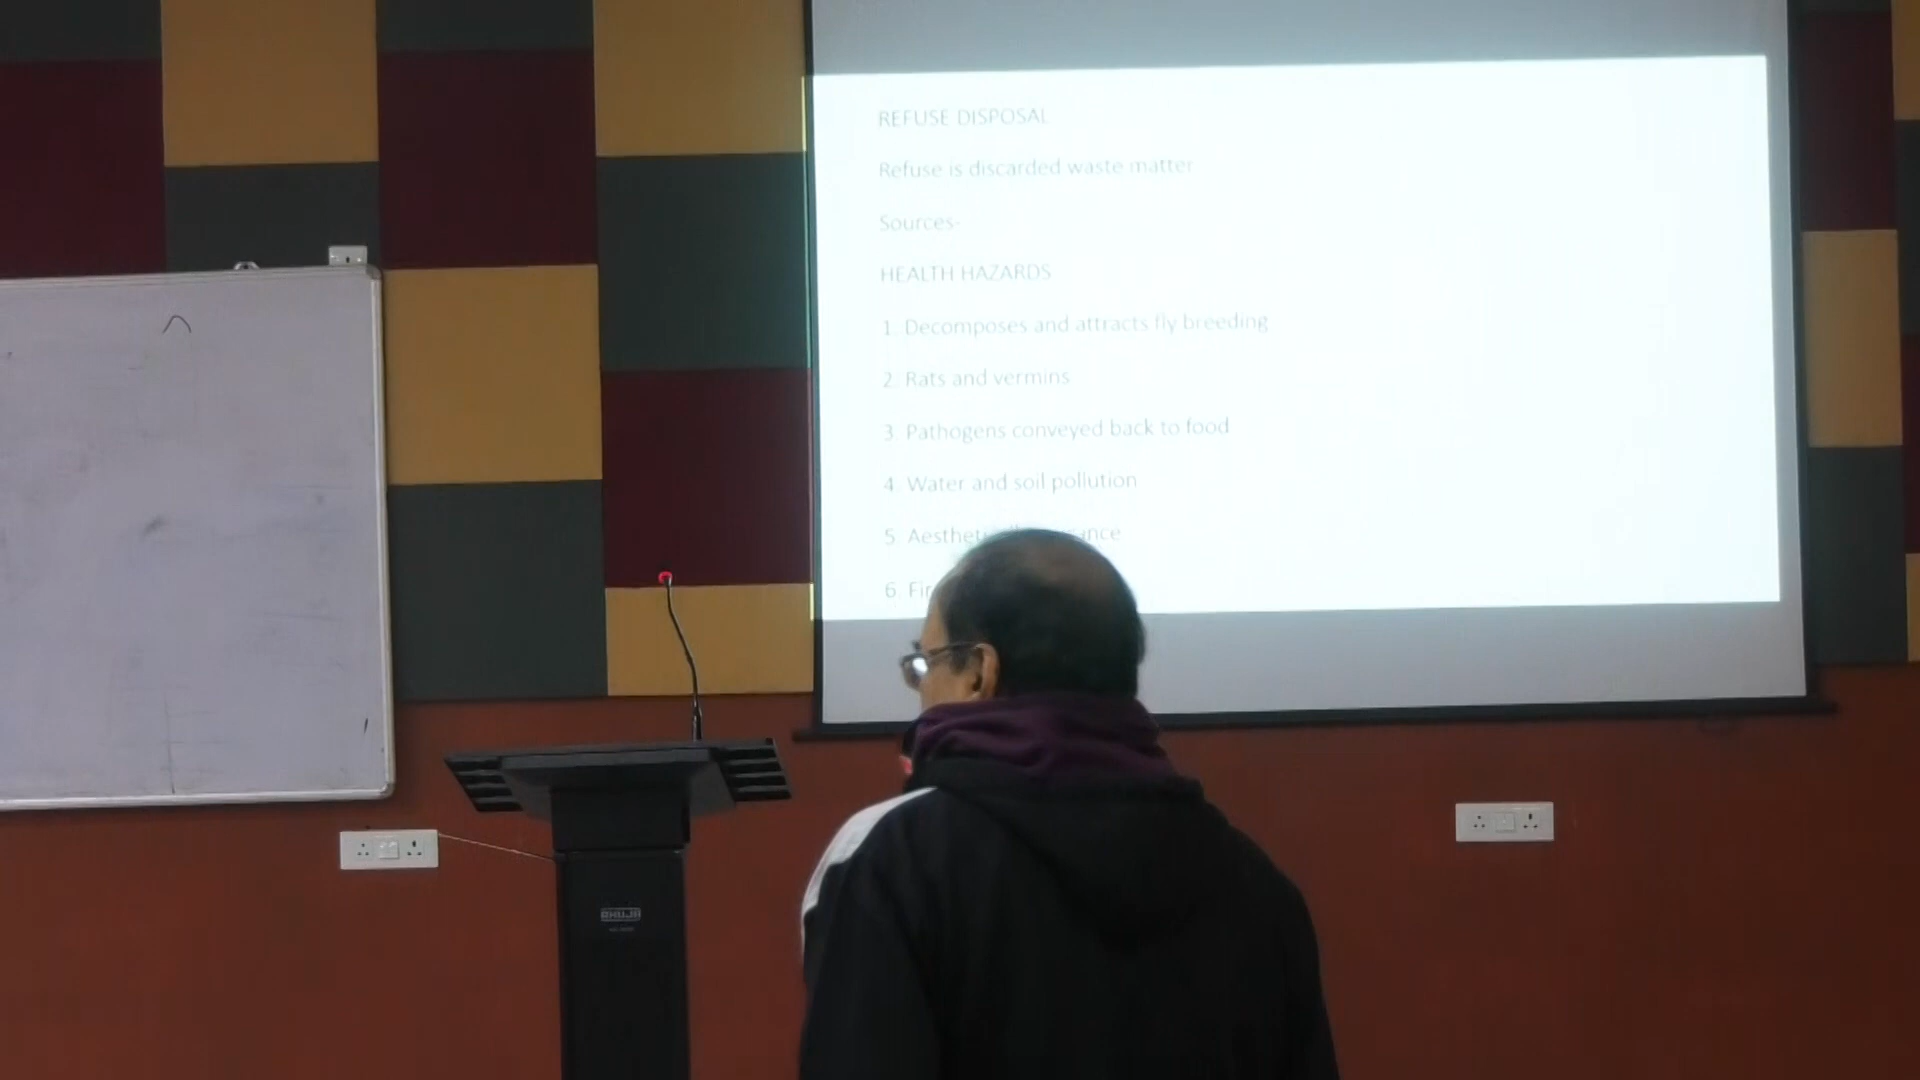 REFUSE DISPOSAL
Refuse is discarded waste matter
Sources-
HEALTH HAZARDS
1. Decomposes and attracts fly breeding
2. Rats and vermins
3. Pathogens conveyed back to food
4. Water and soil pollution
5.
6.
AHUJA